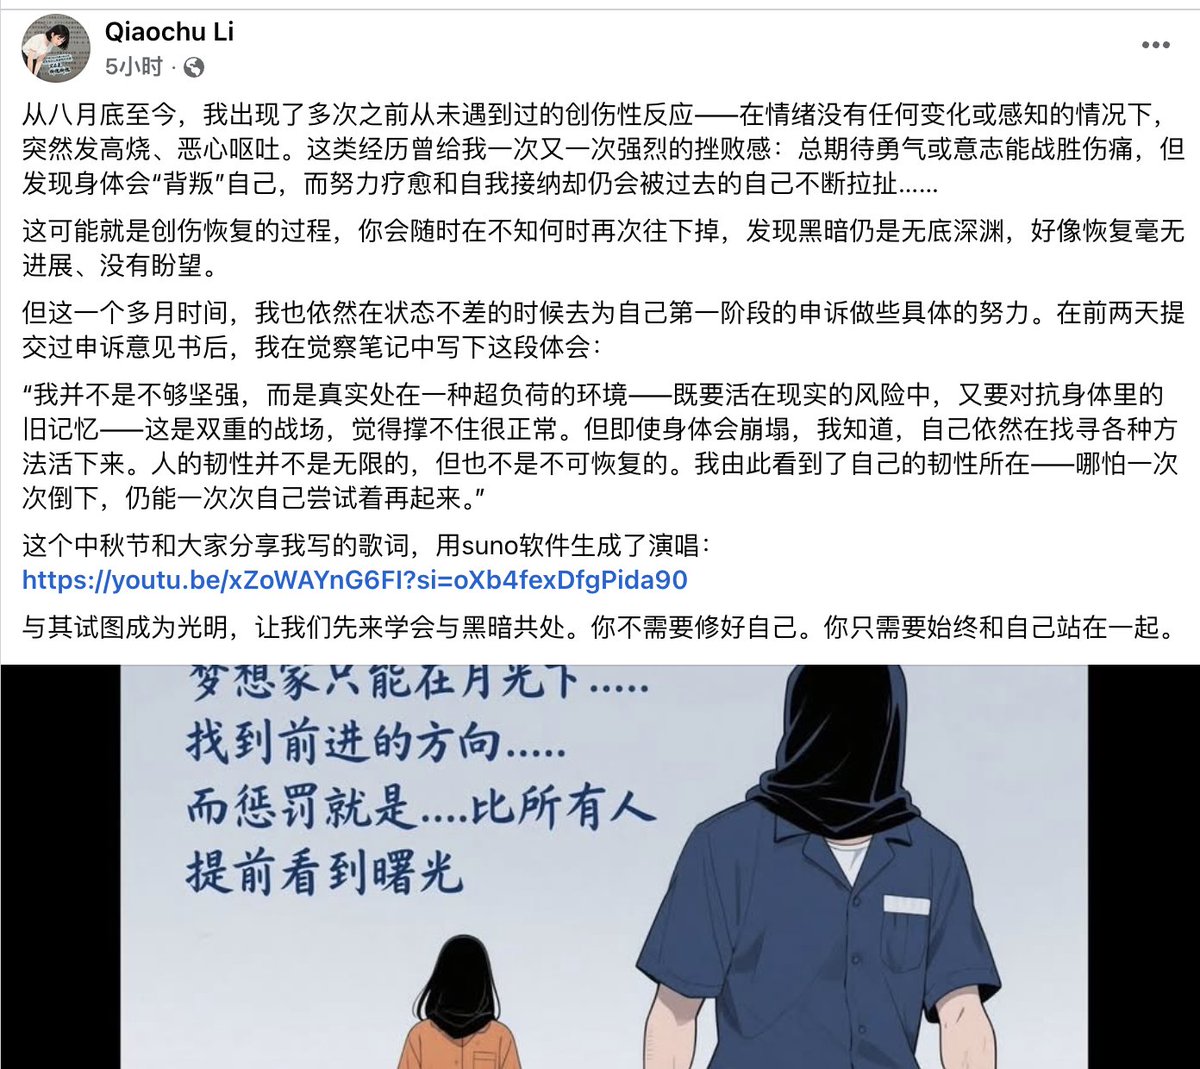 Qiaochu Li
5小时 ·
从八月底至今，我出现了多次之前从未遇到过的创伤性反应——在情绪没有任何变化或感知的情况下，
突然发高烧、恶心呕吐。这类经历曾给我一次又一次强烈的挫败感：总期待勇气或意志能战胜伤痛，但
发现身体会“背叛”自己，而努力疗愈和自我接纳却仍会被过去的自己不断拉扯……
这可能就是创伤恢复的过程，你会随时在不知何时再次往下掉，发现黑暗仍是无底深渊，好像恢复毫无
进展、没有盼望。
但这一个多月时间，我也依然在状态不差的时候去为自己第一阶段的申诉做些具体的努力。在前两天提
交过申诉意见书后，我在觉察笔记中写下这段体会：
“我并不是不够坚强，而是真实处在一种超负荷的环境——既要活在现实的风险中，又要对抗身体里的
旧记忆——这是双重的战场，觉得撑不住很正常。但即使身体会崩塌，我知道，自己依然在找寻各种方
法活下来。人的韧性并不是无限的，但也不是不可恢复的。我由此看到了自己的韧性所在——哪怕一次
次倒下，仍能一次次自己尝试着再起来。”
这个中秋节和大家分享我写的歌词，用suno软件生成了演唱：
https://youtu.be/xZoWAYnG6FI?si=oXb4fexDfgPida90
与其试图成为光明，让我们先来学会与黑暗共处。你不需要修好自己。你只需要始终和自己站在一起。
梦想家只能在月光下.....
找到前进的方向.....
而惩罚就是....比所有人
提前看到曙光